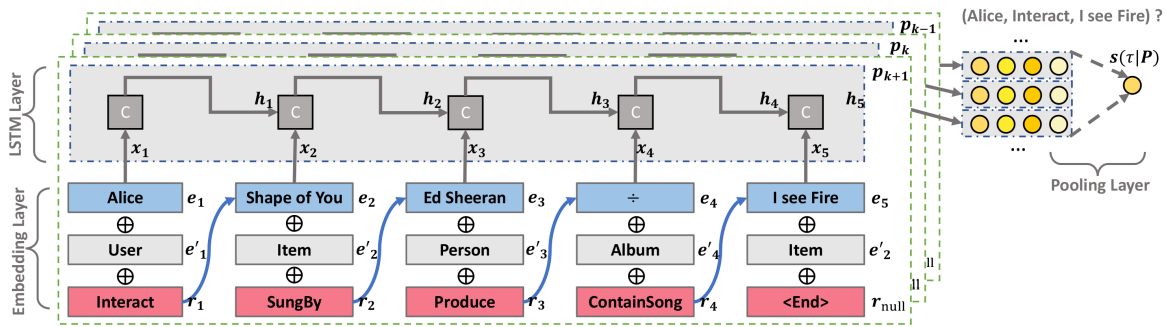 (Alice, Interact, I see Fire) ?
p_{k−1}
p_k
p_{k+1}
...
s(τ|P)
...
Pooling Layer
LSTM Layer
C
h_1
C
h_2
C
h_3
C
h_4
C
h_5
x_1
x_2
x_3
x_4
x_5
Embedding Layer
Alice e_1
Shape of You e_2
Ed Sheeran e_3
÷ e_4
I see Fire e_5
⊕ ⊕ ⊕ ⊕ ⊕
User e′_1
Item e′_2
Person e′_3
Album e′_4
Item e′_2
ll
ll
⊕ ⊕ ⊕ ⊕ ⊕
Interact r_1
SungBy r_2
Produce r_3
ContainSong r_4
<End> r_null